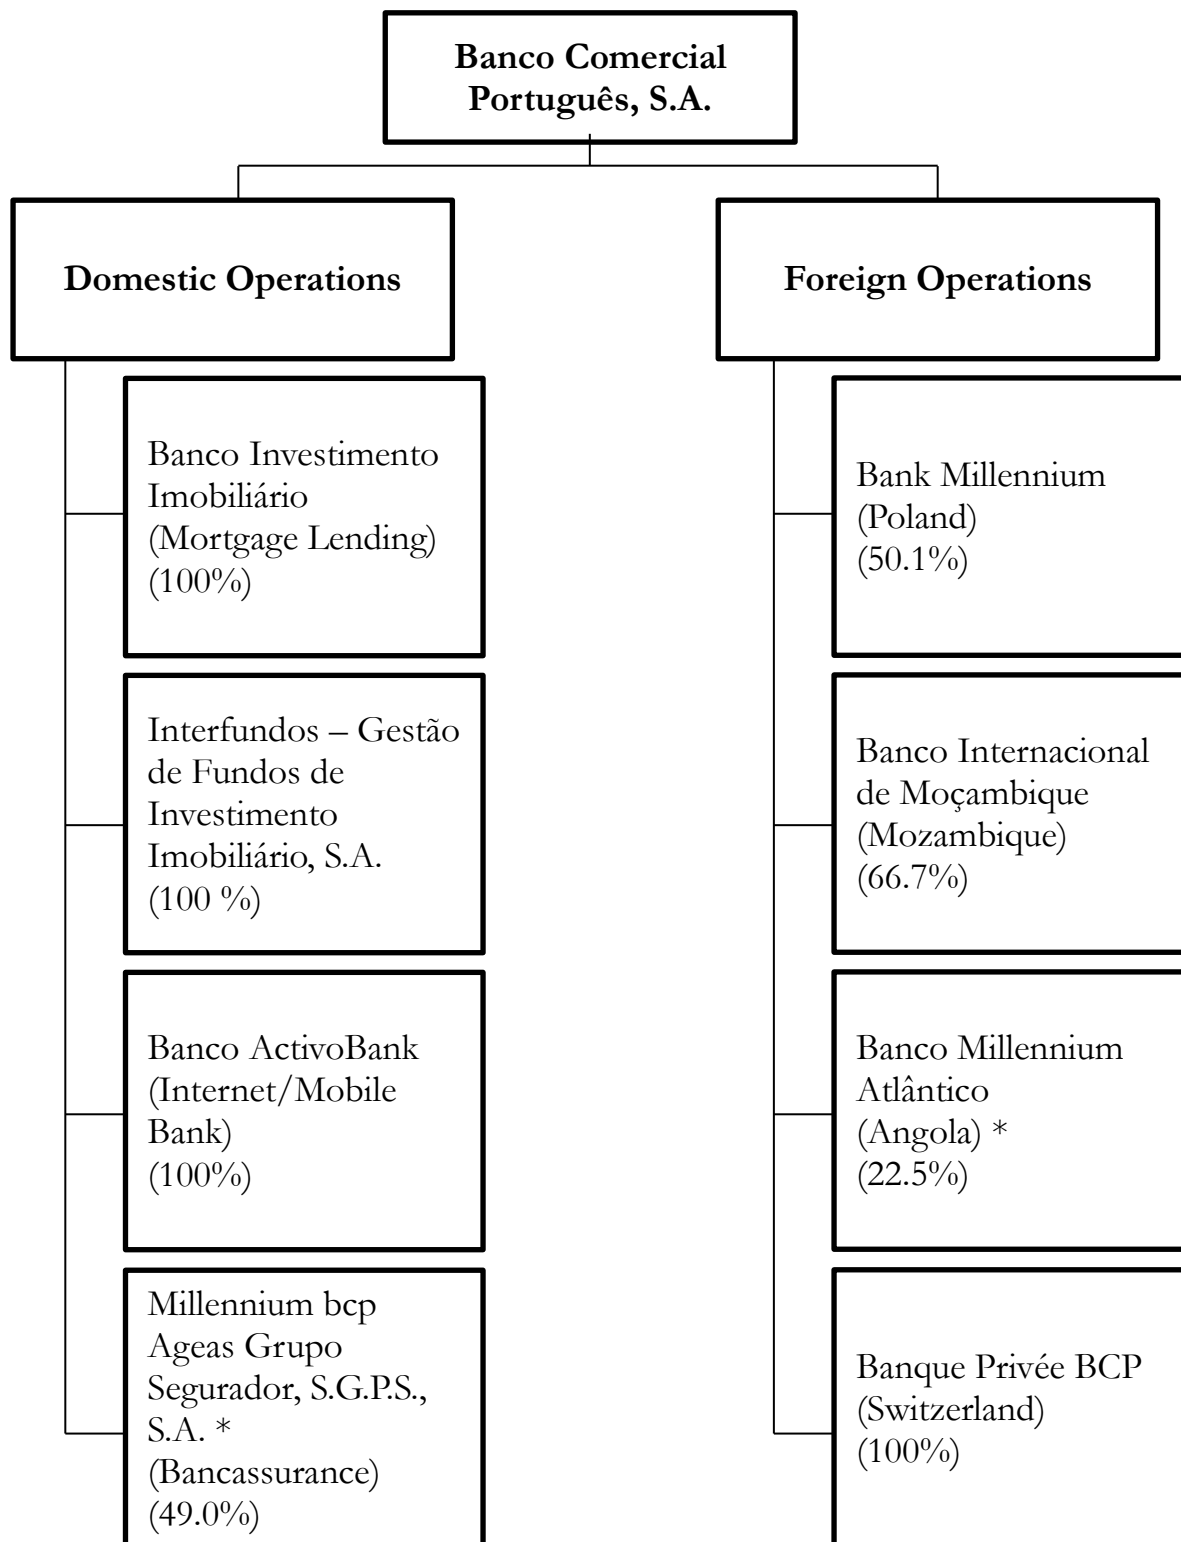 Banco Comercial
Português, S.A.
Domestic Operations
Banco Investimento
Imobiliário
(Mortgage Lending)
(100%)
Interfundos – Gestão
de Fundos de
Investimento
Imobiliário, S.A.
(100 %)
Banco ActivoBank
(Internet/Mobile
Bank)
(100%)
Millennium bcp
Ageas Grupo
Segurador, S.G.P.S.,
S.A. *
(Bancassurance)
(49.0%)
Foreign Operations
Bank Millennium
(Poland)
(50.1%)
Banco Internacional
de Moçambique
(Mozambique)
(66.7%)
Banco Millennium
Atlântico
(Angola) *
(22.5%)
Banque Privée BCP
(Switzerland)
(100%)